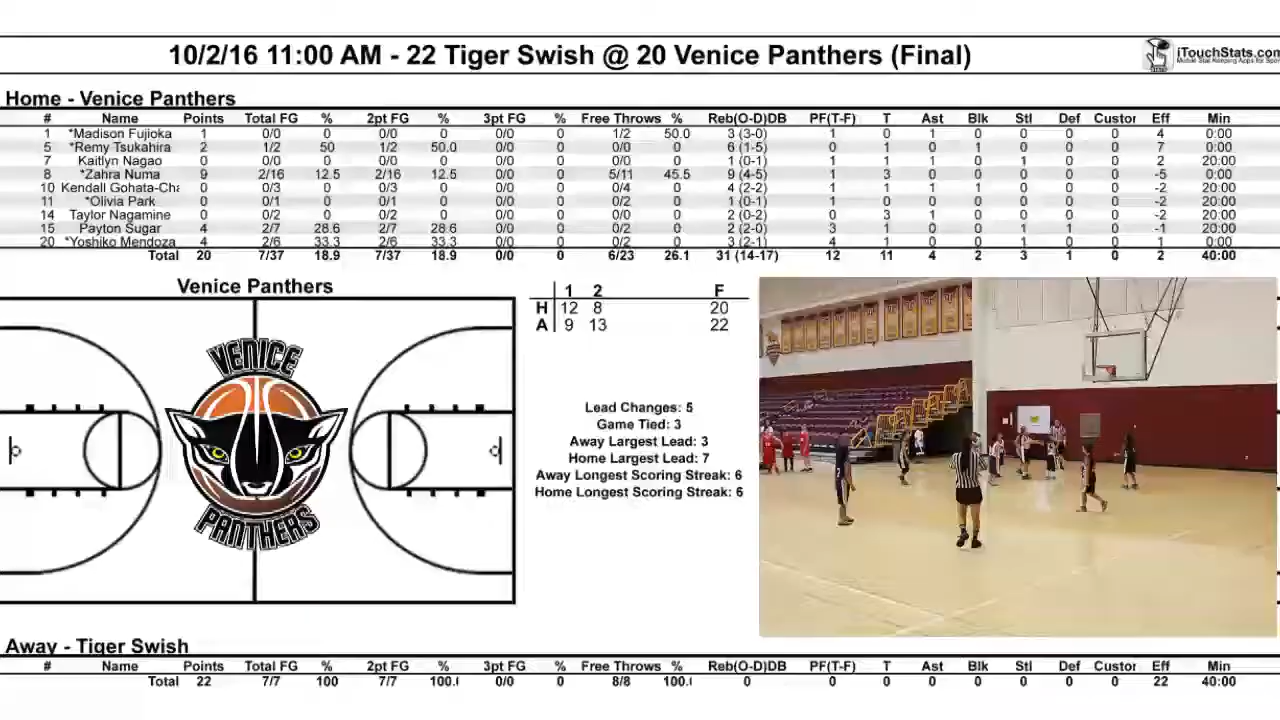 10/2/16 11:00 AM - 22 Tiger Swish @ 20 Venice Panthers (Final)
iTouchStats.com
Home - Venice Panthers
# Name Points Total FG % 2pt FG % 3pt FG % Free Throws % Reb(O-D)DB PF(T-F) T Ast Blk Stl Def Custor Eff Min
1 *Madison Fujioka 1 0/0 0 0/0 0 0/0 0 1/2 50.0 3 (3-0) 1 0 1 0 0 0 0 4 0:00
5 *Remy Tsukahira 2 1/2 50 1/2 50.0 0/0 0 0/0 0 6 (1-5) 0 1 0 1 0 0 0 7 0:00
7 Kaitlyn Nagao 0 0/0 0 0/0 0 0/0 0 0/0 0 1 (0-1) 1 1 1 0 1 0 0 2 20:00
8 *Zahra Numa 9 2/16 12.5 2/16 12.5 0/0 0 5/11 45.5 9 (4-5) 1 3 0 0 0 0 0 -5 0:00
10 Kendall Gohata-Cha 0 0/3 0 0/3 0 0/0 0 0/4 0 4 (2-2) 1 1 1 1 0 0 0 -2 20:00
11 *Olivia Park 0 0/1 0 0/1 0 0/0 0 0/2 0 1 (0-1) 1 0 0 0 0 0 0 -2 20:00
14 Taylor Nagamine 0 0/2 0 0/2 0 0/0 0 0/0 0 2 (0-2) 0 3 1 0 0 0 0 -2 20:00
15 Payton Sugar 4 2/7 28.6 2/7 28.6 0/0 0 0/2 0 2 (2-0) 3 1 0 0 1 1 0 -1 20:00
20 *Yoshiko Mendoza 4 2/6 33.3 2/6 33.3 0/0 0 0/2 0 3 (2-1) 4 1 0 0 1 0 0 1 0:00
Total 20 7/37 18.9 7/37 18.9 0/0 0 6/23 26.1 31 (14-17) 12 11 4 2 3 1 0 2 40:00
Venice Panthers
VENICE
PANTHERS
1 2 F
H 12 8 20
A 9 13 22
Lead Changes: 5
Game Tied: 3
Away Largest Lead: 3
Home Largest Lead: 7
Away Longest Scoring Streak: 6
Home Longest Scoring Streak: 6
Away - Tiger Swish
# Name Points Total FG % 2pt FG % 3pt FG % Free Throws % Reb(O-D)DB PF(T-F) T Ast Blk Stl Def Custor Eff Min
Total 22 7/7 100 7/7 100.( 0/0 0 8/8 100.( 0 0 0 0 0 0 0 0 22 40:00